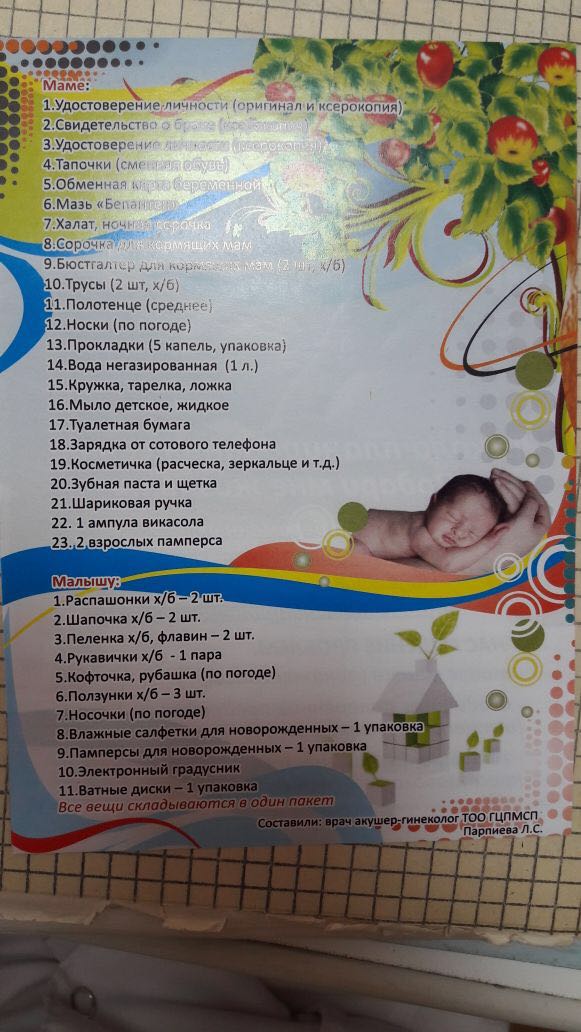 Маме:
1.Удостоверение личности (оригинал и ксерокопия)
2.Свидетельство о браке (ксерокопия)
3.Удостоверение личности (ксерокопия)
4.Тапочки (сменная обувь)
5.Обменная карта беременной
6.Мазь «Бепантен»
7.Халат, ночная сорочка
8.Сорочка для кормящих мам
9.Бюстгалтер для кормящих мам (2 шт, х/б)
10.Трусы (2 шт, х/б)
11.Полотенце (среднее)
12.Носки (по погоде)
13.Прокладки (5 капель, упаковка)
14.Вода негазированная (1 л.)
15.Кружка, тарелка, ложка
16.Мыло детское, жидкое
17.Туалетная бумага
18.Зарядка от сотового телефона
19.Косметичка (расческа, зеркальце и т.д.)
20.Зубная паста и щетка
21.Шариковая ручка
22. 1 ампула викасола
23. 2 взрослых памперса
Малышу:
1.Распашонки х/б – 2 шт.
2.Шапочка х/б – 2 шт.
3.Пеленка х/б, флавин – 2 шт.
4.Рукавички х/б - 1 пара
5.Кофточка, рубашка (по погоде)
6.Ползунки х/б – 3 шт.
7.Носочки (по погоде)
8.Влажные салфетки для новорожденных – 1 упаковка
9.Памперсы для новорожденных – 1 упаковка
10.Электронный градусник
11.Ватные диски – 1 упаковка
Все вещи складываются в один пакет
Составили: врач акушер-гинеколог ТОО ГЦПМСП
Парпиева Л.С.